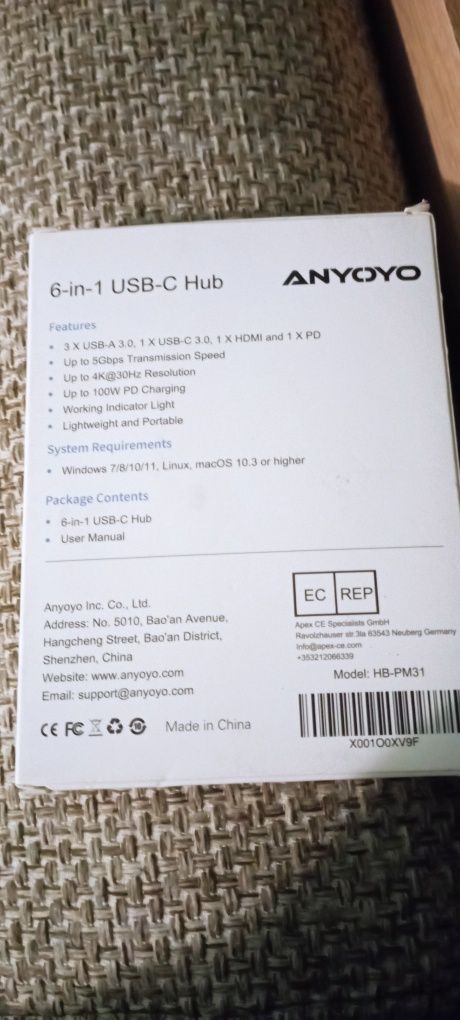 6-in-1 USB-C Hub
ANYOYO
Features
• 3 X USB-A 3.0, 1 X USB-C 3.0, 1 X HDMI and 1 X PD
• Up to 5Gbps Transmission Speed
• Up to 4K@30Hz Resolution
• Up to 100W PD Charging
• Working Indicator Light
• Lightweight and Portable
System Requirements
• Windows 7/8/10/11, Linux, macOS 10.3 or higher
Package Contents
• 6-in-1 USB-C Hub
• User Manual
Anyoyo Inc. Co., Ltd.
Address: No. 5010, Bao'an Avenue,
Hangcheng Street, Bao'an District,
Shenzhen, China
Website: www.anyoyo.com
Email: support@anyoyo.com
CE FC Made in China
EC REP
Apex CE Specialists GmbH
Ravolzhauser str.3la 63543 Neuberg Germany
Info@apex-ce.com
+353212066339
Model: HB-PM31
X001O0XV9F